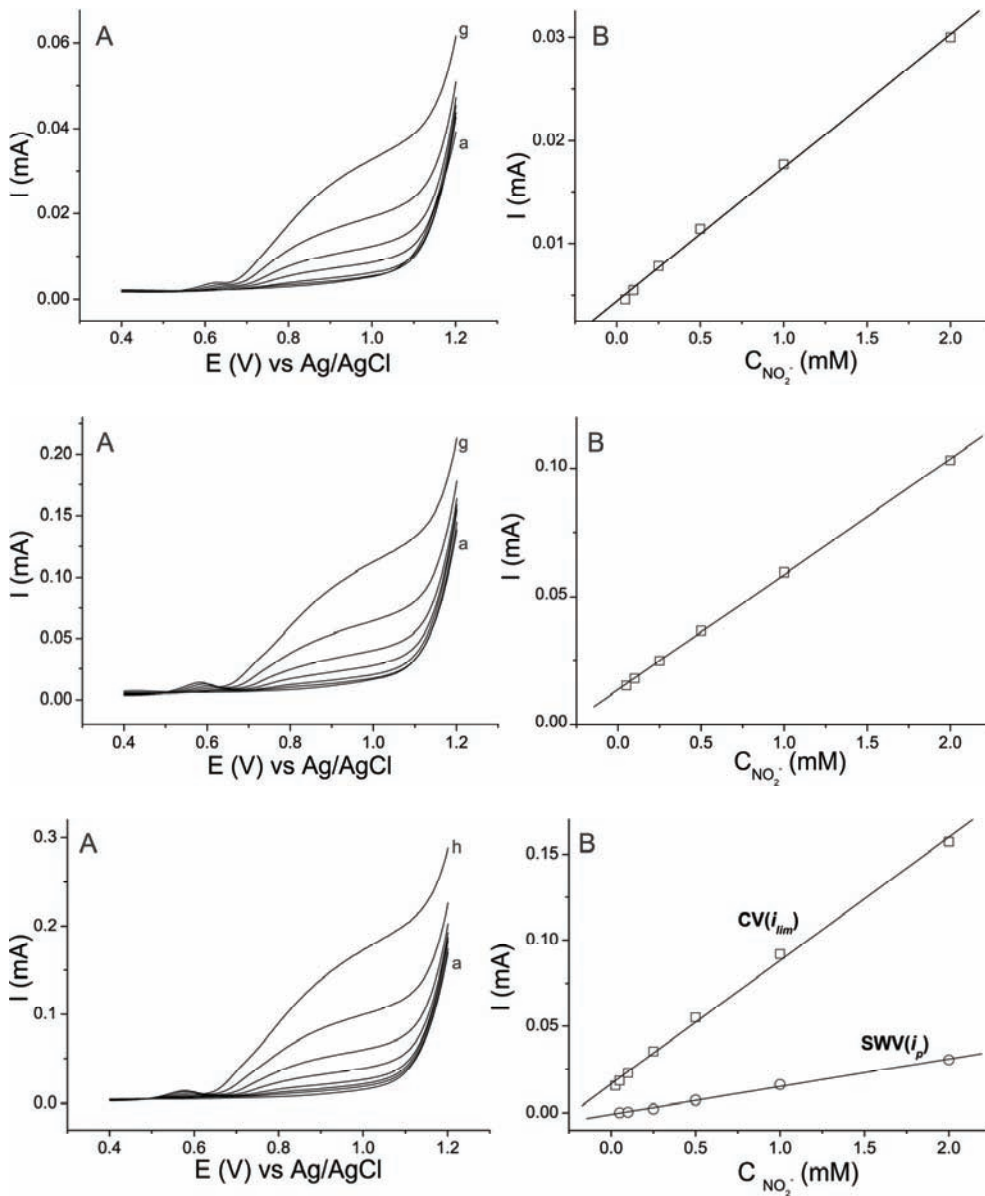 A
g
a
0.06
0.04
0.02
0.00
I (mA)
0.4 0.6 0.8 1.0 1.2
E (V) vs Ag/AgCl
B
0.03
0.02
0.01
I (mA)
0.0 0.5 1.0 1.5 2.0
C NO2- (mM)
A
g
a
0.20
0.15
0.10
0.05
0.00
I (mA)
0.4 0.6 0.8 1.0 1.2
E (V) vs Ag/AgCl
B
0.10
0.05
0.00
I (mA)
0.0 0.5 1.0 1.5 2.0
C NO2- (mM)
A
h
a
0.3
0.2
0.1
0.0
I (mA)
0.4 0.6 0.8 1.0 1.2
E (V) vs Ag/AgCl
B
0.15
0.10
0.05
0.00
I (mA)
CV(ilim)
SWV(ip)
0.0 0.5 1.0 1.5 2.0
C NO2- (mM)